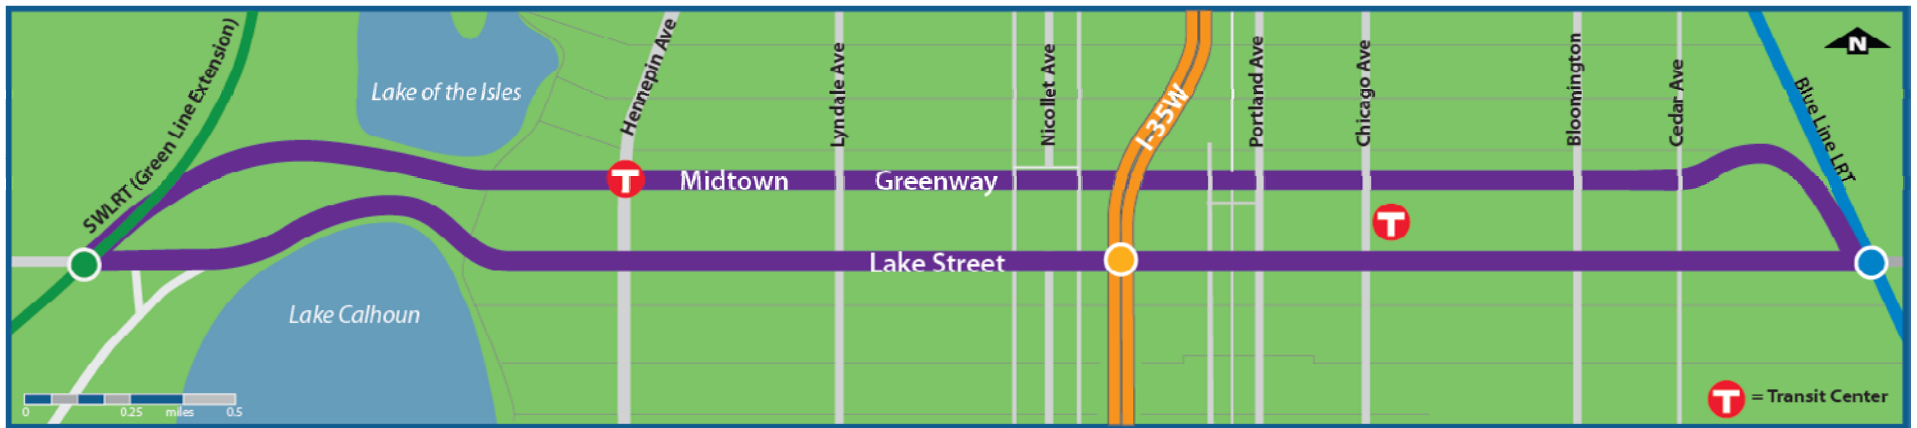 SWLRT (Green Line Extension)
Lake of the Isles
Hennepin Ave
Lyndale Ave
Nicollet Ave
I-35W
Portland Ave
Chicago Ave
Bloomington
Cedar Ave
Blue Line LRT
N
T
Midtown Greenway
T
Lake Street
Lake Calhoun
0 0.25 miles 0.5
T = Transit Center